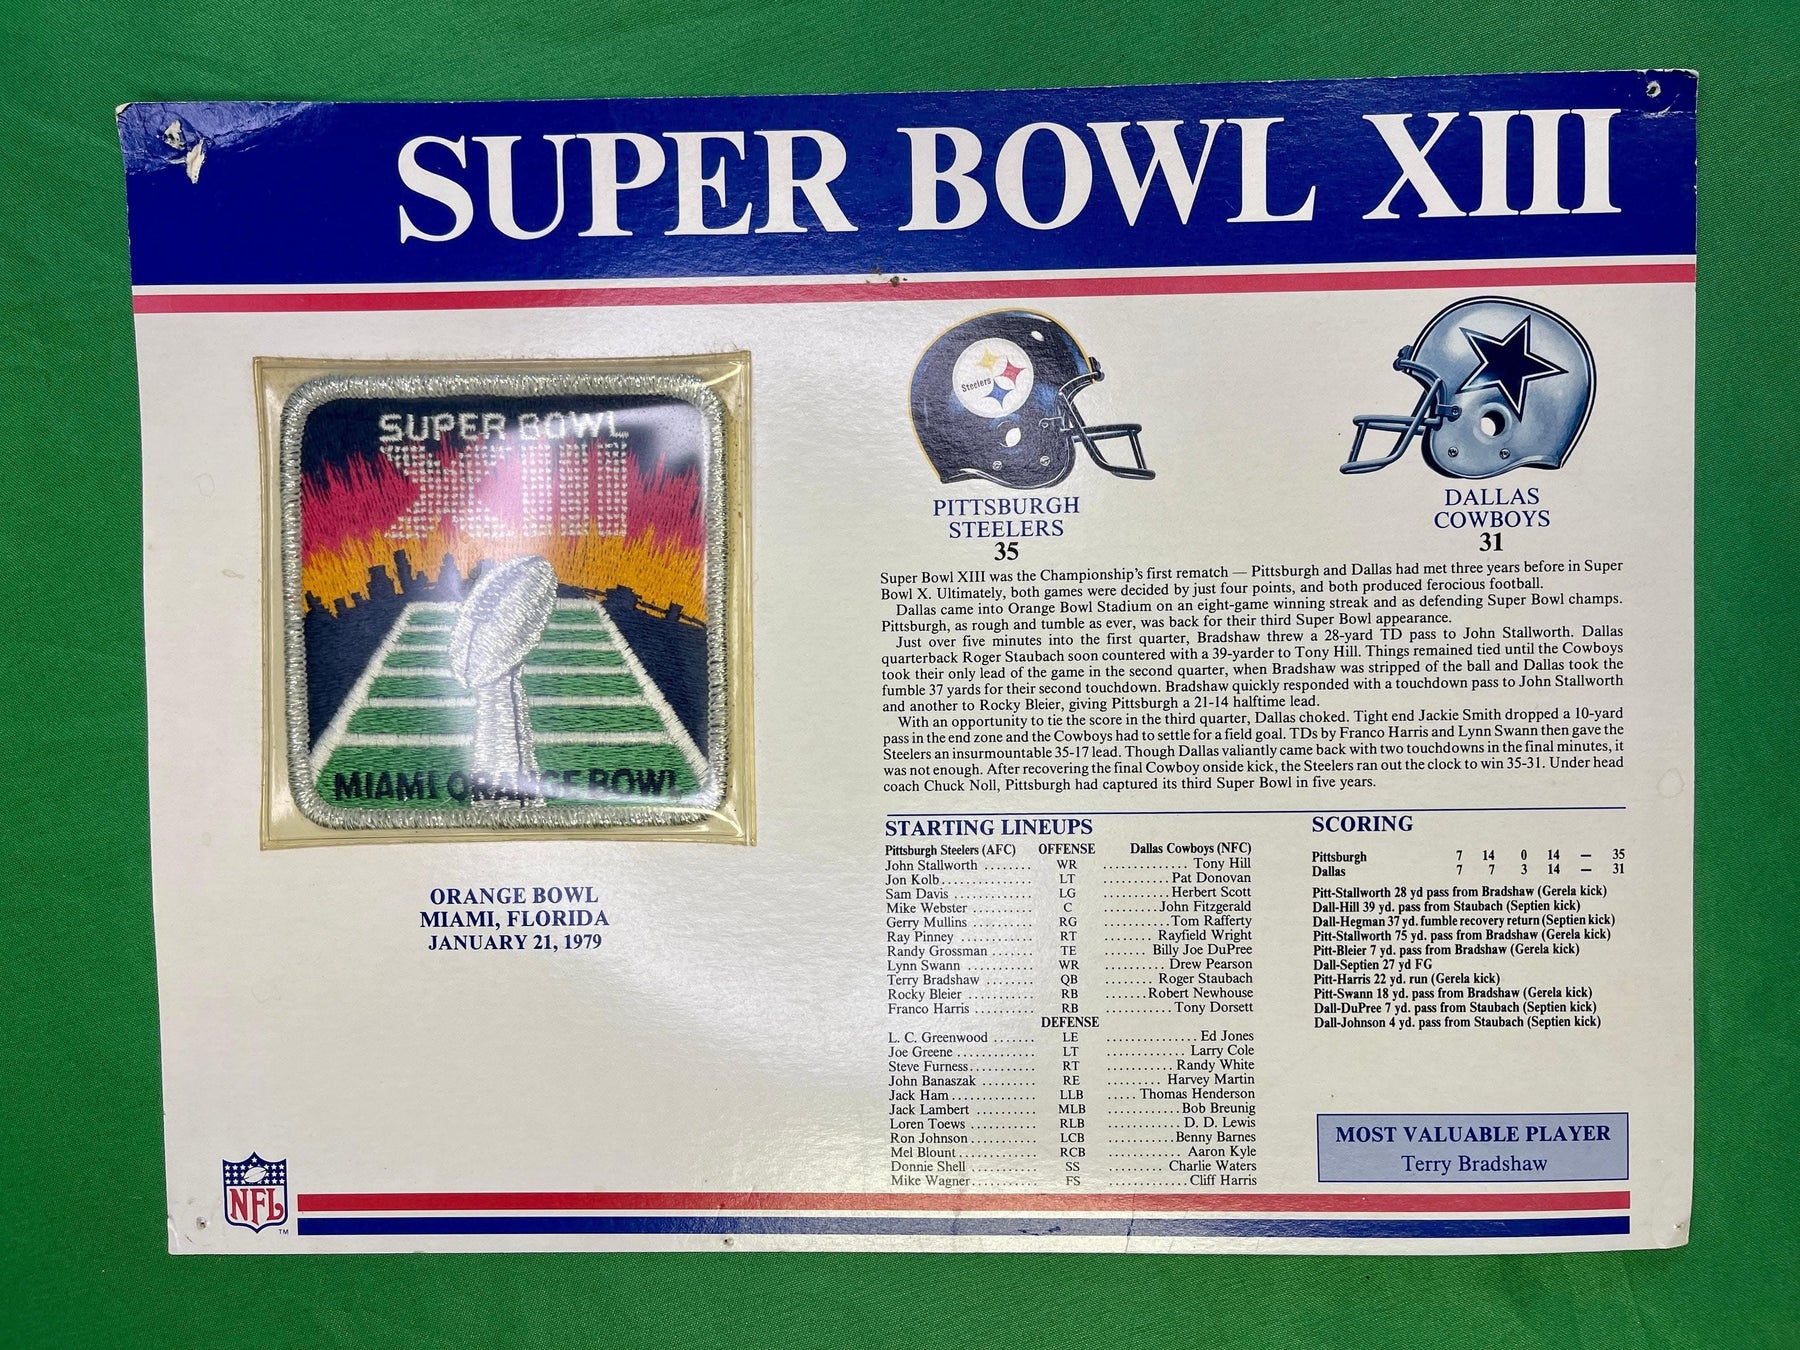 SUPER BOWL XIII
SUPER BOWL
XIII
MIAMI ORANGE BOWL
ORANGE BOWL
MIAMI, FLORIDA
JANUARY 21, 1979
Steelers
PITTSBURGH
STEELERS
35
DALLAS
COWBOYS
31
Super Bowl XIII was the Championship's first rematch — Pittsburgh and Dallas had met three years before in Super
Bowl X. Ultimately, both games were decided by just four points, and both produced ferocious football.
Dallas came into Orange Bowl Stadium on an eight-game winning streak and as defending Super Bowl champs.
Pittsburgh, as rough and tumble as ever, was back for their third Super Bowl appearance.
Just over five minutes into the first quarter, Bradshaw threw a 28-yard TD pass to John Stallworth. Dallas
quarterback Roger Staubach soon countered with a 39-yarder to Tony Hill. Things remained tied until the Cowboys
took their only lead of the game in the second quarter, when Bradshaw was stripped of the ball and Dallas took the
fumble 37 yards for their second touchdown. Bradshaw quickly responded with a touchdown pass to John Stallworth
and another to Rocky Bleier, giving Pittsburgh a 21-14 halftime lead.
With an opportunity to tie the score in the third quarter, Dallas choked. Tight end Jackie Smith dropped a 10-yard
pass in the end zone and the Cowboys had to settle for a field goal. TDs by Franco Harris and Lynn Swann then gave the
Steelers an insurmountable 35-17 lead. Though Dallas valiantly came back with two touchdowns in the final minutes, it
was not enough. After recovering the final Cowboy onside kick, the Steelers ran out the clock to win 35-31. Under head
coach Chuck Noll, Pittsburgh had captured its third Super Bowl in five years.
STARTING LINEUPS
Pittsburgh Steelers (AFC) OFFENSE Dallas Cowboys (NFC)
John Stallworth ........ WR .............. Tony Hill
Jon Kolb............... LT ........... Pat Donovan
Sam Davis ............. LG .......... Herbert Scott
Mike Webster .......... C ......... John Fitzgerald
Gerry Mullins .......... RG ........... Tom Rafferty
Ray Pinney ............ RT ........ Rayfield Wright
Randy Grossman ....... TE ........ Billy Joe DuPree
Lynn Swann ........... WR .......... Drew Pearson
Terry Bradshaw ........ QB ........ Roger Staubach
Rocky Bleier ........... RB ....... Robert Newhouse
Franco Harris .......... RB ........... Tony Dorsett
DEFENSE
L. C. Greenwood ....... LE ............... Ed Jones
Joe Greene ............. LT ............. Larry Cole
Steve Furness........... RT ........... Randy White
John Banaszak ......... RE ......... Harvey Martin
Jack Ham.............. LLB ..... Thomas Henderson
Jack Lambert .......... MLB ............ Bob Breunig
Loren Toews ........... RLB ............. D. D. Lewis
Ron Johnson........... LCB ........... Benny Barnes
Mel Blount............. RCB ............. Aaron Kyle
Donnie Shell ........... SS ......... Charlie Waters
Mike Wagner........... FS ............. Cliff Harris
SCORING
Pittsburgh 7 14 0 14 — 35
Dallas 7 7 3 14 — 31
Pitt-Stallworth 28 yd pass from Bradshaw (Gerela kick)
Dall-Hill 39 yd. pass from Staubach (Septien kick)
Dall-Hegman 37 yd. fumble recovery return (Septien kick)
Pitt-Stallworth 75 yd. pass from Bradshaw (Gerela kick)
Pitt-Bleier 7 yd. pass from Bradshaw (Gerela kick)
Dall-Septien 27 yd FG
Pitt-Harris 22 yd. run (Gerela kick)
Pitt-Swann 18 yd. pass from Bradshaw (Gerela kick)
Dall-DuPree 7 yd. pass from Staubach (Septien kick)
Dall-Johnson 4 yd. pass from Staubach (Septien kick)
MOST VALUABLE PLAYER
Terry Bradshaw
NFL
TM